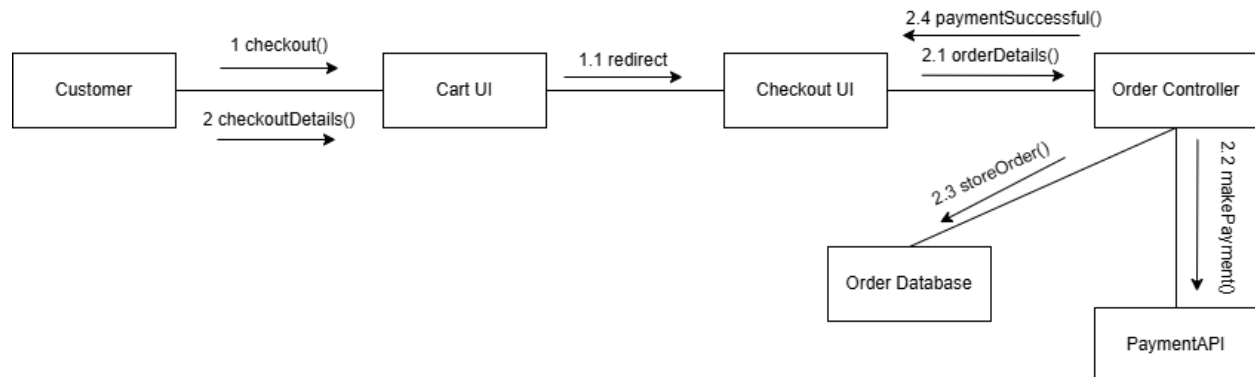 2.4 paymentSuccessful()
1 checkout()
1.1 redirect
2.1 orderDetails()
Customer
Cart UI
Checkout UI
Order Controller
2 checkoutDetails()
2.3 storeOrder()
2.2 makePayment()
Order Database
PaymentAPI